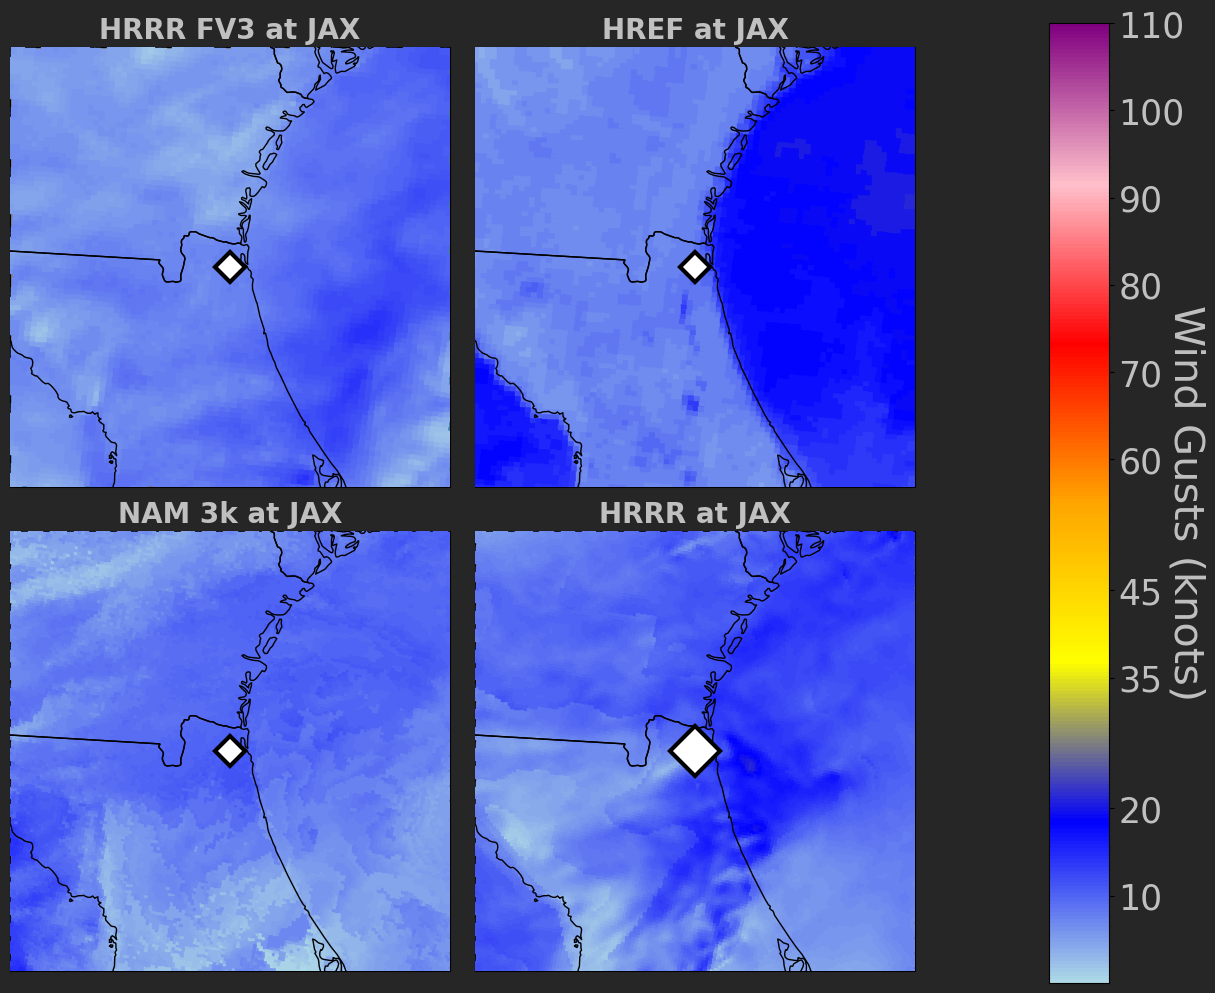 HRRR FV3 at JAX
HREF at JAX
NAM 3k at JAX
HRRR at JAX
110
100
90
80
70
60
45
35
20
10
Wind Gusts (knots)